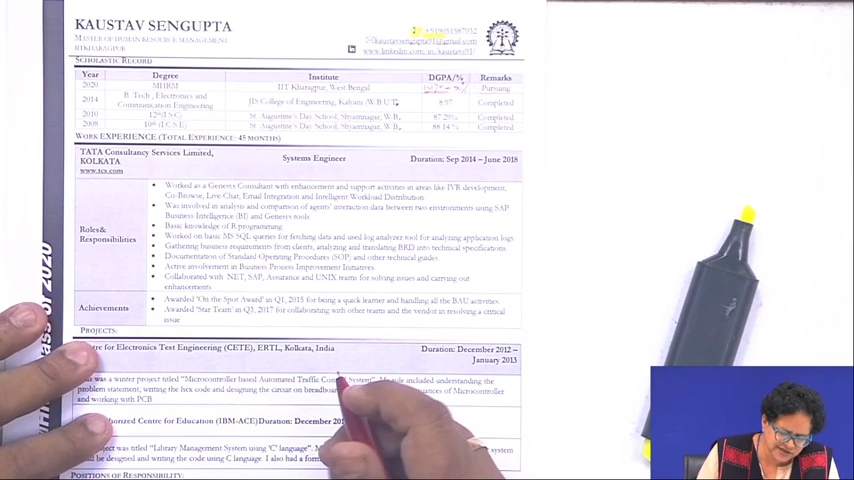 KAUSTAV SENGUPTA
MASTER OF HUMAN RESOURCE MANAGEMENT
IIT KHARAGPUR
: +919051587932
kaustavsengupta91@gmail.com
www.linkedin.com/in/kaustav91/
SCHOLASTIC RECORD
Year Degree Institute DGPA/% Remarks
2020 MHRM IIT Kharagpur, West Bengal Pursuing
2014 B. Tech , Electronics and Communication Engineering JIS College of Engineering, Kalyani (W.B.U.T) 8.97 Completed
2010 12th(I.S.C) St. Augustine's Day School, Shyamnagar, W.B. 87.29% Completed
2008 10th (I.C.S.E) St. Augustine's Day School, Shyamnagar, W.B. 88.14 % Completed
WORK EXPERIENCE (TOTAL EXPERIENCE: 45 MONTHS)
TATA Consultancy Services Limited, KOLKATA Systems Engineer Duration: Sep 2014 – June 2018
www.tcs.com
Roles& Responsibilities
• Worked as a Genesys Consultant with enhancement and support activities in areas like IVR development,
Co-Browse, Live-Chat, Email Integration and Intelligent Workload Distribution
• Was involved in analysis and comparison of agents' interaction data between two environments using SAP
Business Intelligence (BI) and Genesys tools.
• Basic knowledge of R programming
• Worked on basic MS SQL queries for fetching data and used log analyzer tool for analyzing application logs
• Gathering business requirements from clients, analyzing and translating BRD into technical specifications
• Documentation of Standard Operating Procedures (SOP) and other technical guides.
• Active involvement in Business Process Improvement Initiatives
• Collaborated with .NET, SAP, Assurance and UNIX teams for solving issues and carrying out
enhancements
Achievements
• Awarded 'On the Spot Award' in Q1, 2015 for being a quick learner and handling all the BAU activities
• Awarded 'Star Team' in Q3, 2017 for collaborating with other teams and the vendor in resolving a critical
issue
PROJECTS:
for Electronics Test Engineering (CETE), ERTL, Kolkata, India Duration: December 2012 –
January 2013
was a winter project titled "Microcontroller based Automated Traffic System". My role included understanding the
problem statement, writing the hex code and designing the circuit on of Microcontroller
and working with PCB
Centre for Education (IBM-ACE)Duration: December
was titled "Library Management System using 'C' language". system
be designed and writing the code using C language. I also had a
POSITIONS OF RESPONSIBILITY:
of 2020